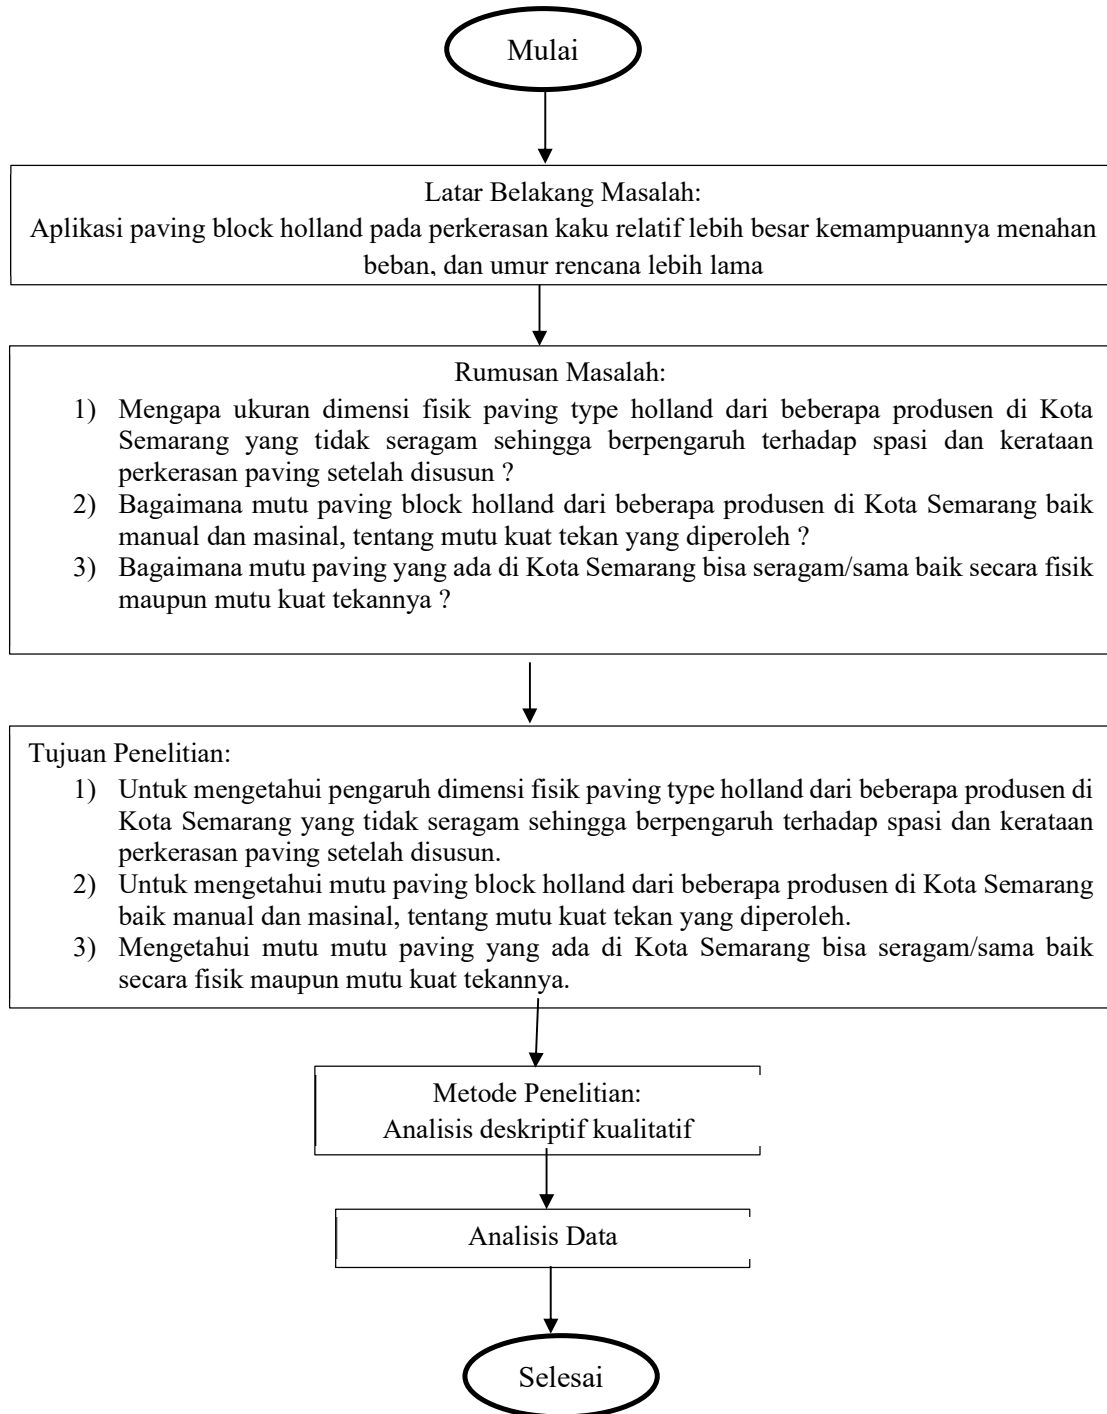 Mulai
Latar Belakang Masalah:
Aplikasi paving block holland pada perkerasan kaku relatif lebih besar kemampuannya menahan
beban, dan umur rencana lebih lama
Rumusan Masalah:
1) Mengapa ukuran dimensi fisik paving type holland dari beberapa produsen di Kota
Semarang yang tidak seragam sehingga berpengaruh terhadap spasi dan kerataan
perkerasan paving setelah disusun ?
2) Bagaimana mutu paving block holland dari beberapa produsen di Kota Semarang baik
manual dan masinal, tentang mutu kuat tekan yang diperoleh ?
3) Bagaimana mutu paving yang ada di Kota Semarang bisa seragam/sama baik secara fisik
maupun mutu kuat tekannya ?
Tujuan Penelitian:
1) Untuk mengetahui pengaruh dimensi fisik paving type holland dari beberapa produsen di
Kota Semarang yang tidak seragam sehingga berpengaruh terhadap spasi dan kerataan
perkerasan paving setelah disusun.
2) Untuk mengetahui mutu paving block holland dari beberapa produsen di Kota Semarang
baik manual dan masinal, tentang mutu kuat tekan yang diperoleh.
3) Mengetahui mutu mutu paving yang ada di Kota Semarang bisa seragam/sama baik
secara fisik maupun mutu kuat tekannya.
Metode Penelitian:
Analisis deskriptif kualitatif
Analisis Data
Selesai